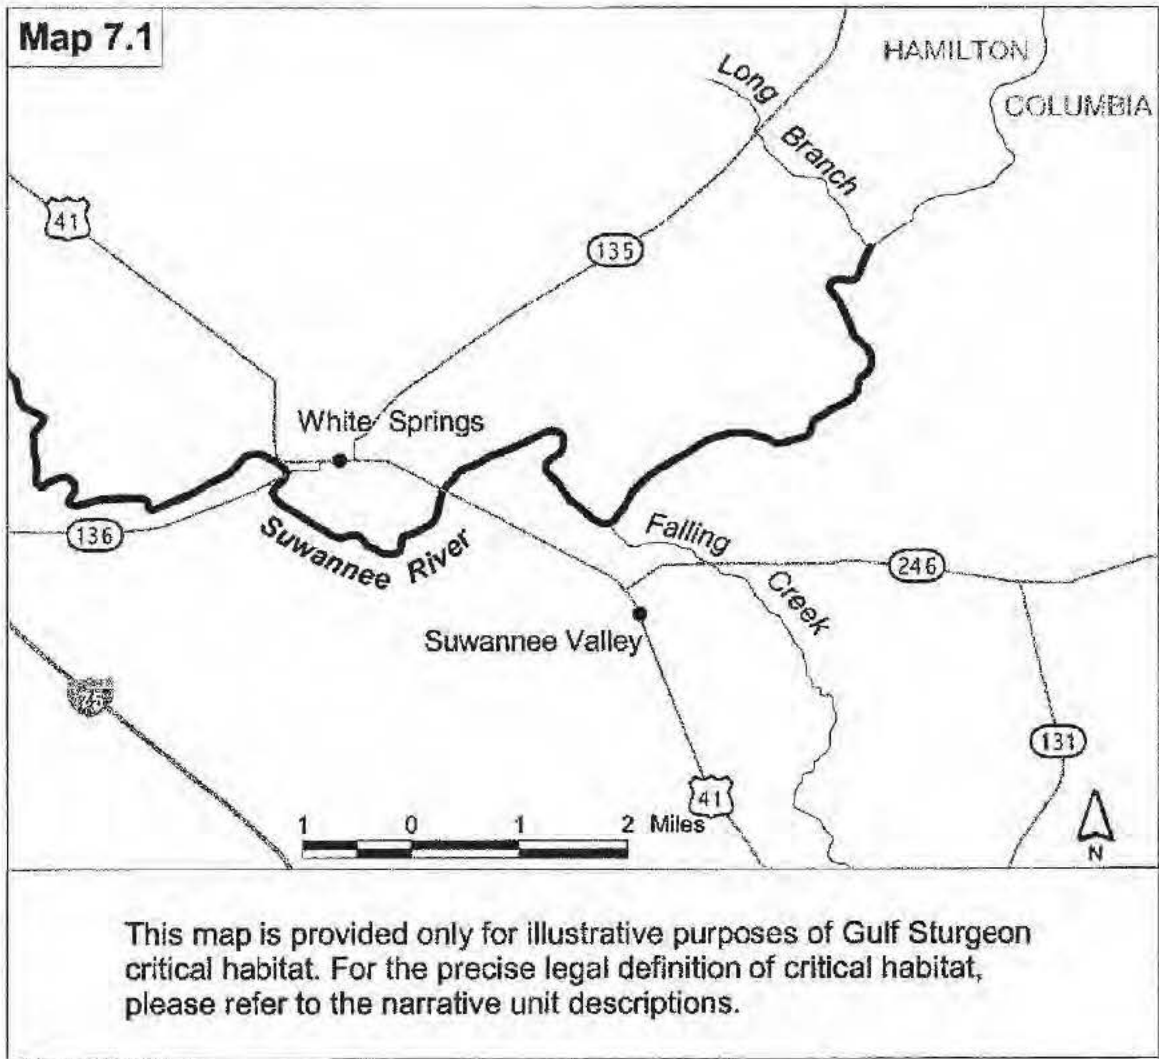 Map 7.1
HAMILTON
COLUMBIA
Long
Branch
41
135
White Springs
136
Suwannee River
Falling
Creek
246
Suwannee Valley
131
41
1 0 1 2 Miles
N
This map is provided only for illustrative purposes of Gulf Sturgeon
critical habitat. For the precise legal definition of critical habitat,
please refer to the narrative unit descriptions.